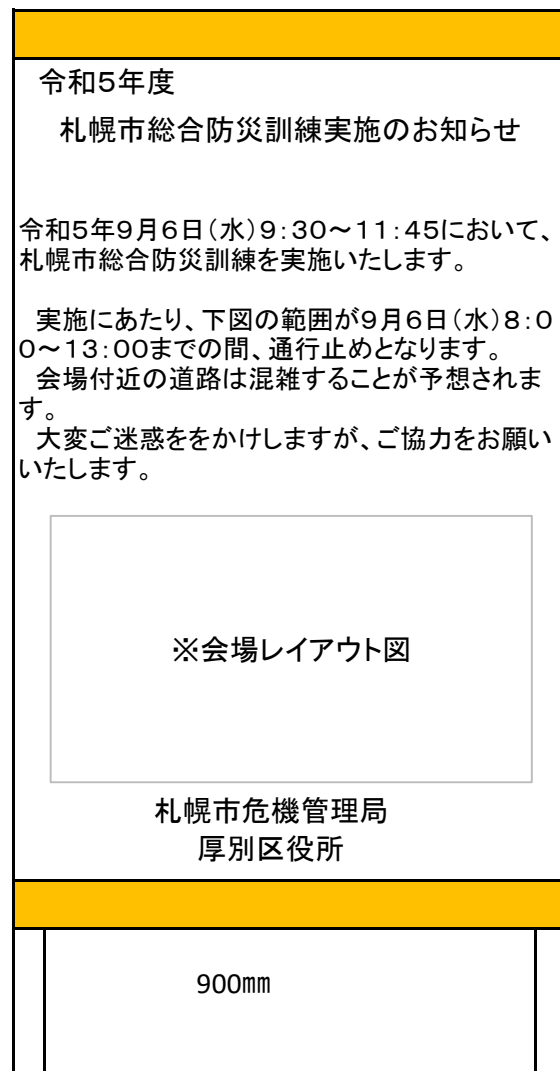 令和5年度
札幌市総合防災訓練実施のお知らせ
令和5年9月6日(水)9:30~11:45において、
札幌市総合防災訓練を実施いたします。
実施にあたり、下図の範囲が9月6日(水)8:0
0~13:00までの間、通行止めとなります。
会場付近の道路は混雑することが予想されま
す。
大変ご迷惑ををかけしますが、ご協力をお願い
いたします。
※会場レイアウト図
札幌市危機管理局
厚別区役所
900㎜